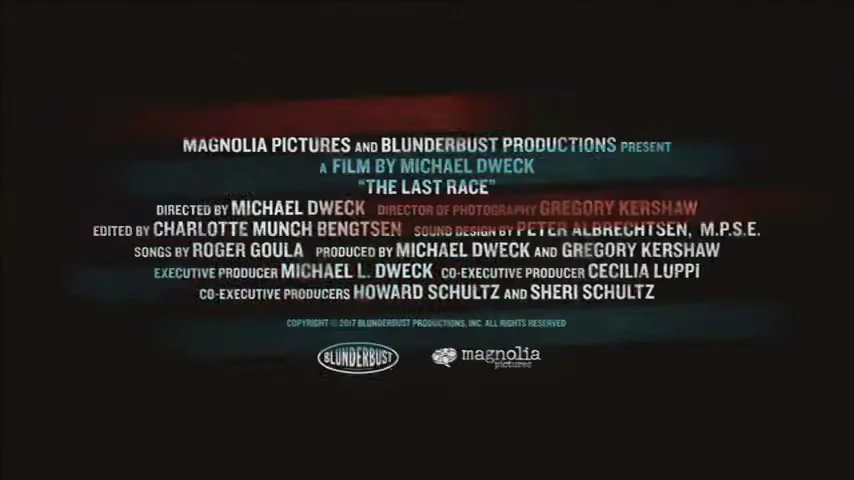 MAGNOLIA PICTURES AND BLUNDERBUST PRODUCTIONS PRESENT
A FILM BY MICHAEL DWECK
"THE LAST RACE"
DIRECTED BY MICHAEL DWECK DIRECTOR OF PHOTOGRAPHY GREGORY KERSHAW
EDITED BY CHARLOTTE MUNCH BENGTSEN SOUND DESIGN BY PETER ALBRECHTSEN, M.P.S.E.
SONGS BY ROGER GOULA PRODUCED BY MICHAEL DWECK AND GREGORY KERSHAW
EXECUTIVE PRODUCER MICHAEL L. DWECK CO-EXECUTIVE PRODUCER CECILIA LUPPI
CO-EXECUTIVE PRODUCERS HOWARD SCHULTZ AND SHERI SCHULTZ
COPYRIGHT © 2017 BLUNDERBUST PRODUCTIONS, INC. ALL RIGHTS RESERVED
BLUNDERBUST magnolia
pictures